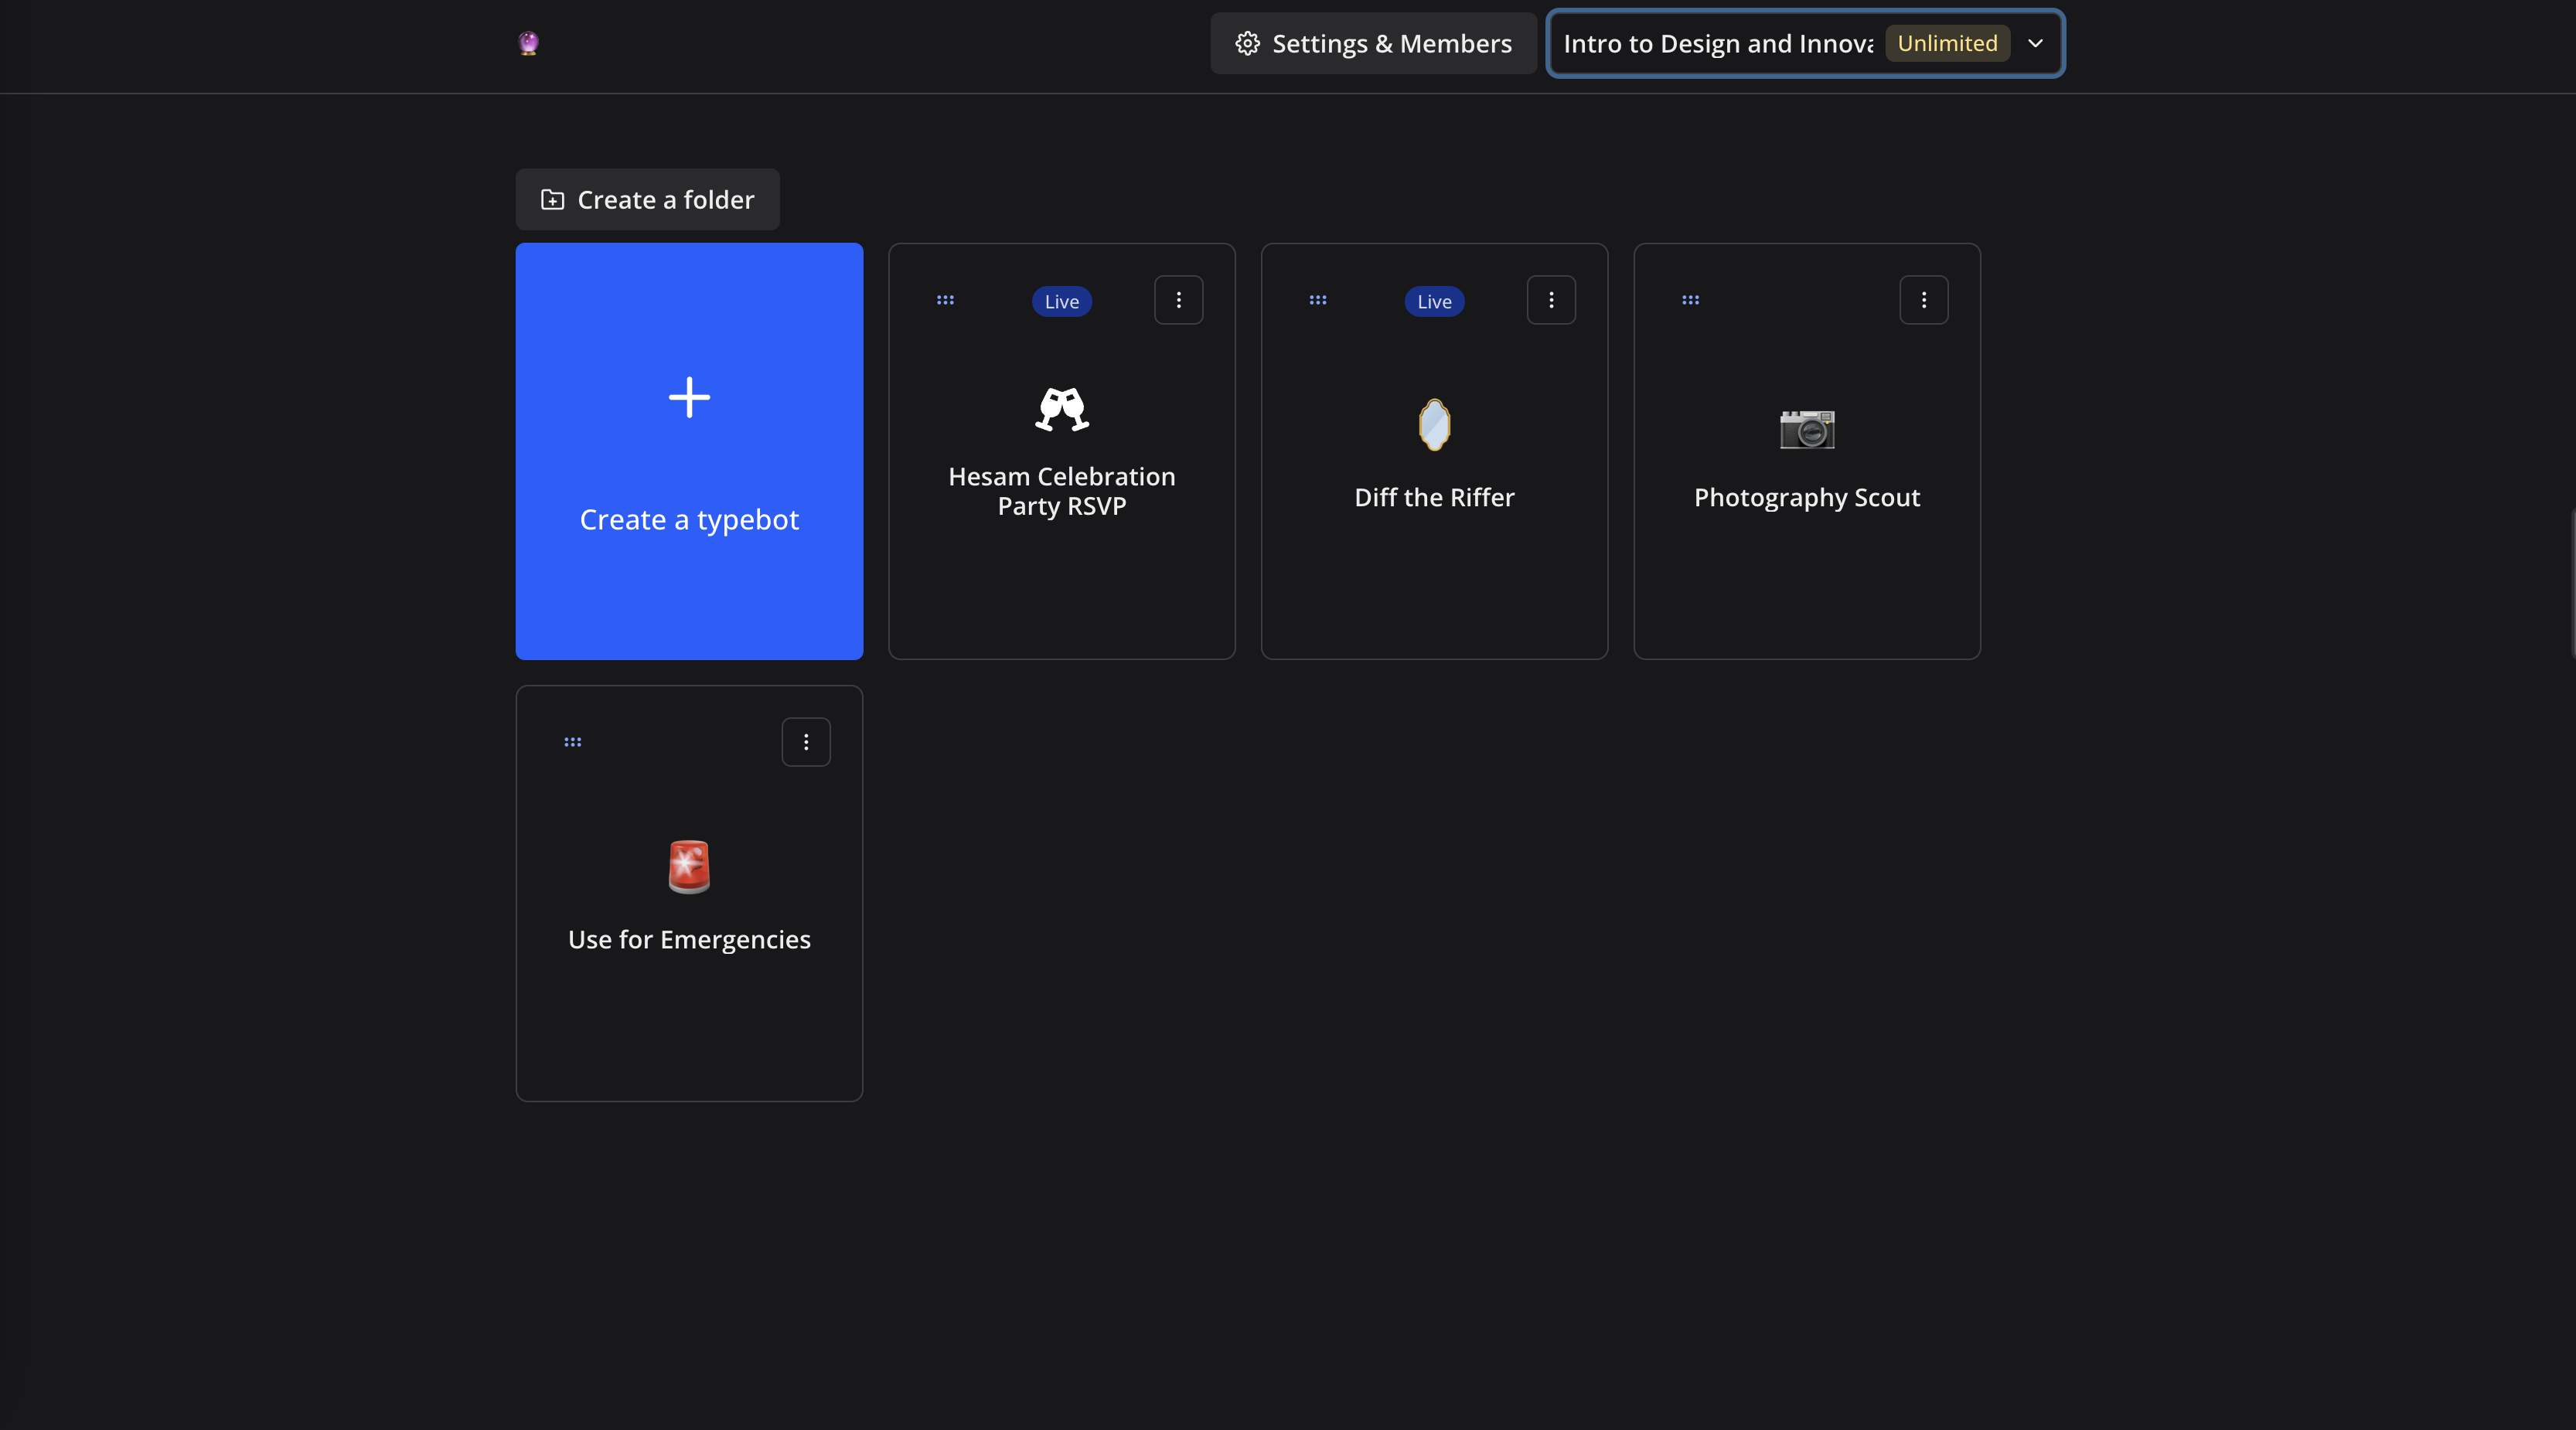 Settings & Members
Intro to Design and Innova
Unlimited
Create a folder
Create a typebot
Live
Hesam Celebration
Party RSVP
Live
Diff the Riffer
Photography Scout
Use for Emergencies